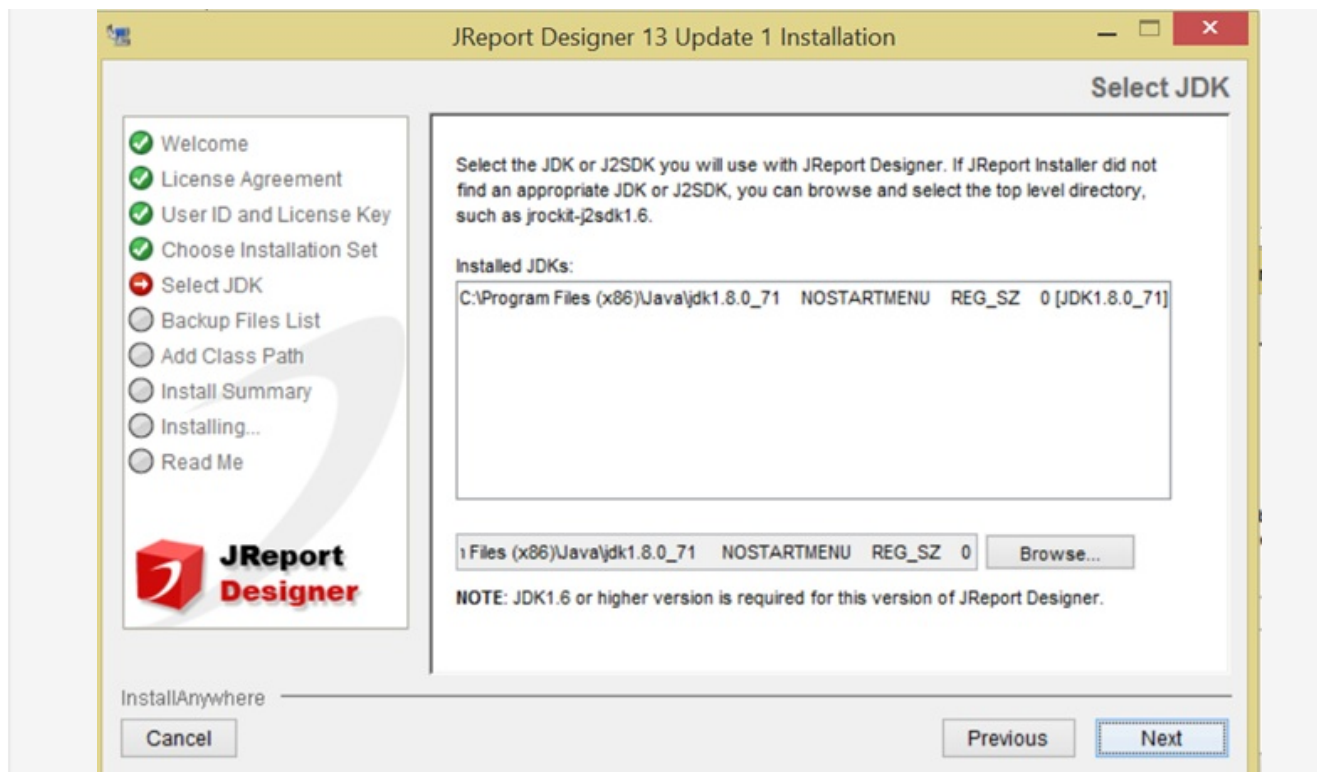 JReport Designer 13 Update 1 Installation
Select JDK
Welcome
License Agreement
User ID and License Key
Choose Installation Set
Select JDK
Backup Files List
Add Class Path
Install Summary
Installing...
Read Me
JReport
Designer
Select the JDK or J2SDK you will use with JReport Designer. If JReport Installer did not
find an appropriate JDK or J2SDK, you can browse and select the top level directory,
such as jrockit-j2sdk1.6.
Installed JDKs:
C:\Program Files (x86)\Java\jdk1.8.0_71 NOSTARTMENU REG_SZ 0 [JDK1.8.0_71]
Files (x86)\Java\jdk1.8.0_71 NOSTARTMENU REG_SZ 0
Browse...
NOTE: JDK1.6 or higher version is required for this version of JReport Designer.
InstallAnywhere
Cancel
Previous
Next